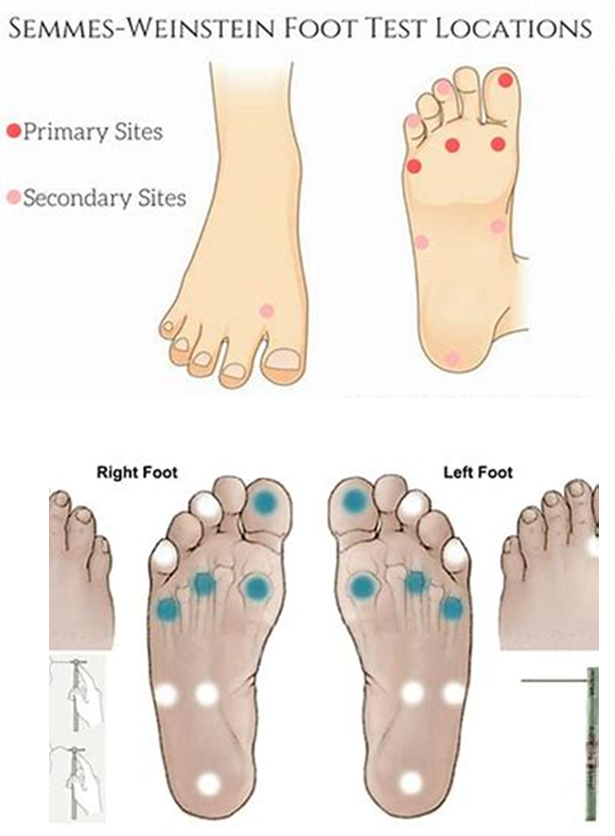 SEMMES-WEINSTEIN FOOT TEST LOCATIONS
Primary Sites
Secondary Sites
Right Foot
Left Foot